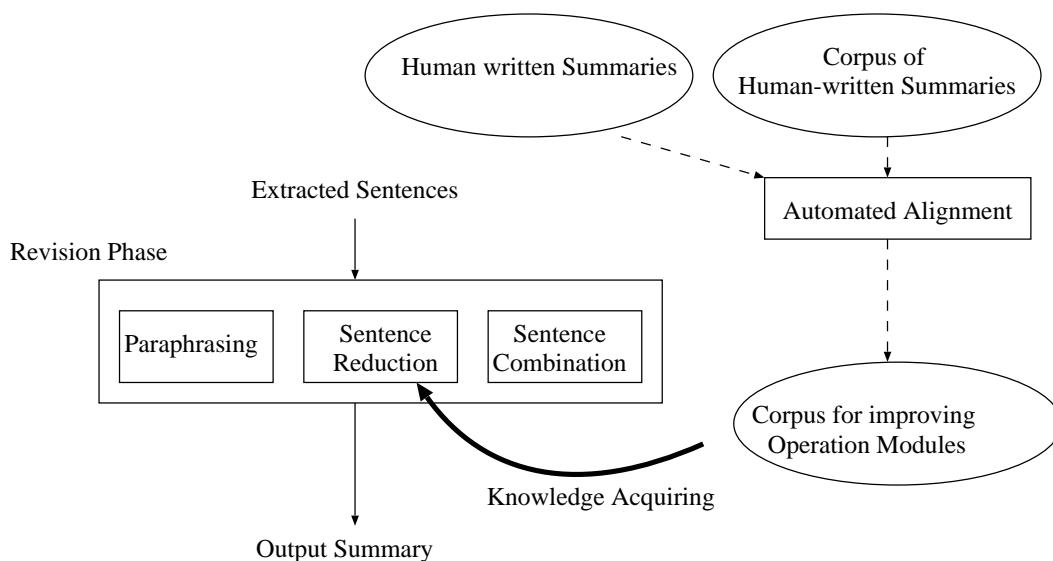 Human written Summaries
Corpus of
Human-written Summaries
Extracted Sentences
Automated Alignment
Revision Phase
Paraphrasing
Sentence
Reduction
Sentence
Combination
Corpus for improving
Operation Modules
Knowledge Acquiring
Output Summary